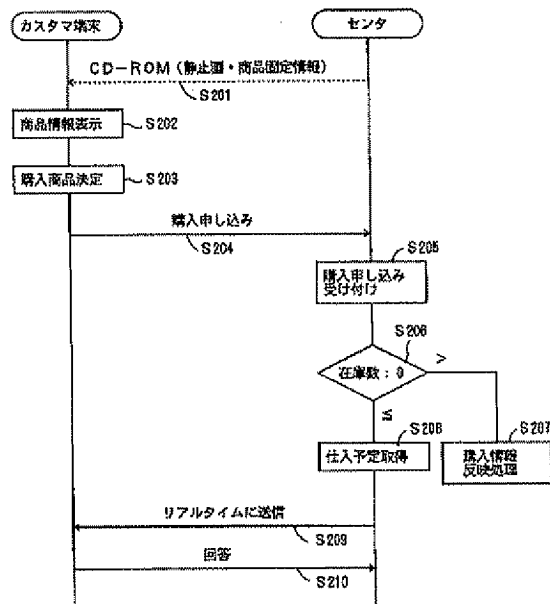 カスタマ端末
センタ
CD-ROM（静止画・商品固定情報）
S201
商品情報表示
S202
購入商品決定
S203
購入申し込み
S204
S205
購入申し込み
受け付け
S206
在庫数：0
>
≦
S208
仕入予定取得
S207
購入情報
反映処理
リアルタイムに送信
S209
回答
S210